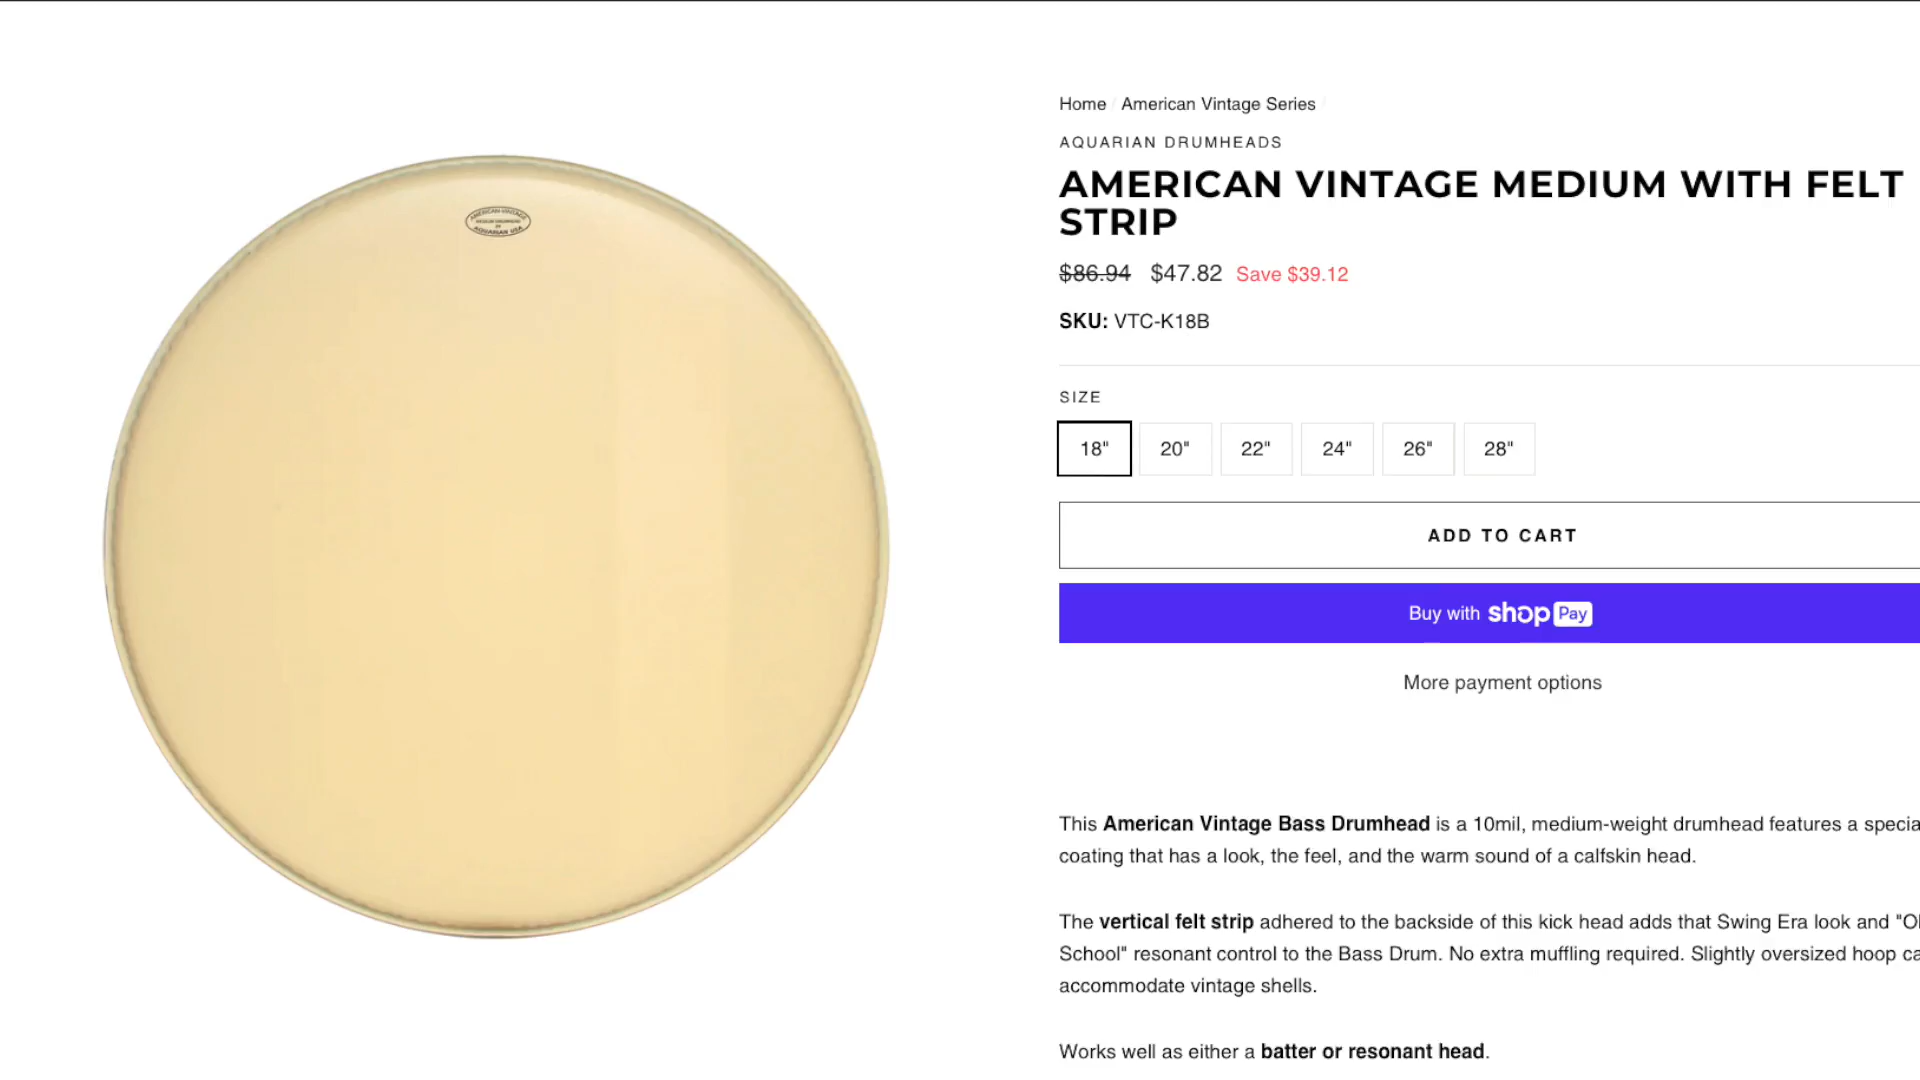 Home / American Vintage Series /
AQUARIAN DRUMHEADS
AMERICAN VINTAGE MEDIUM WITH FELT
STRIP
$86.94 $47.82 Save $39.12
SKU: VTC-K18B
SIZE
18" 20" 22" 24" 26" 28"
ADD TO CART
Buy with shop Pay
More payment options
This American Vintage Bass Drumhead is a 10mil, medium-weight drumhead features a specia
coating that has a look, the feel, and the warm sound of a calfskin head.
The vertical felt strip adhered to the backside of this kick head adds that Swing Era look and "Ol
School" resonant control to the Bass Drum. No extra muffling required. Slightly oversized hoop ca
accommodate vintage shells.
Works well as either a batter or resonant head.
AMERICAN VINTAGE
AQUARIAN USA